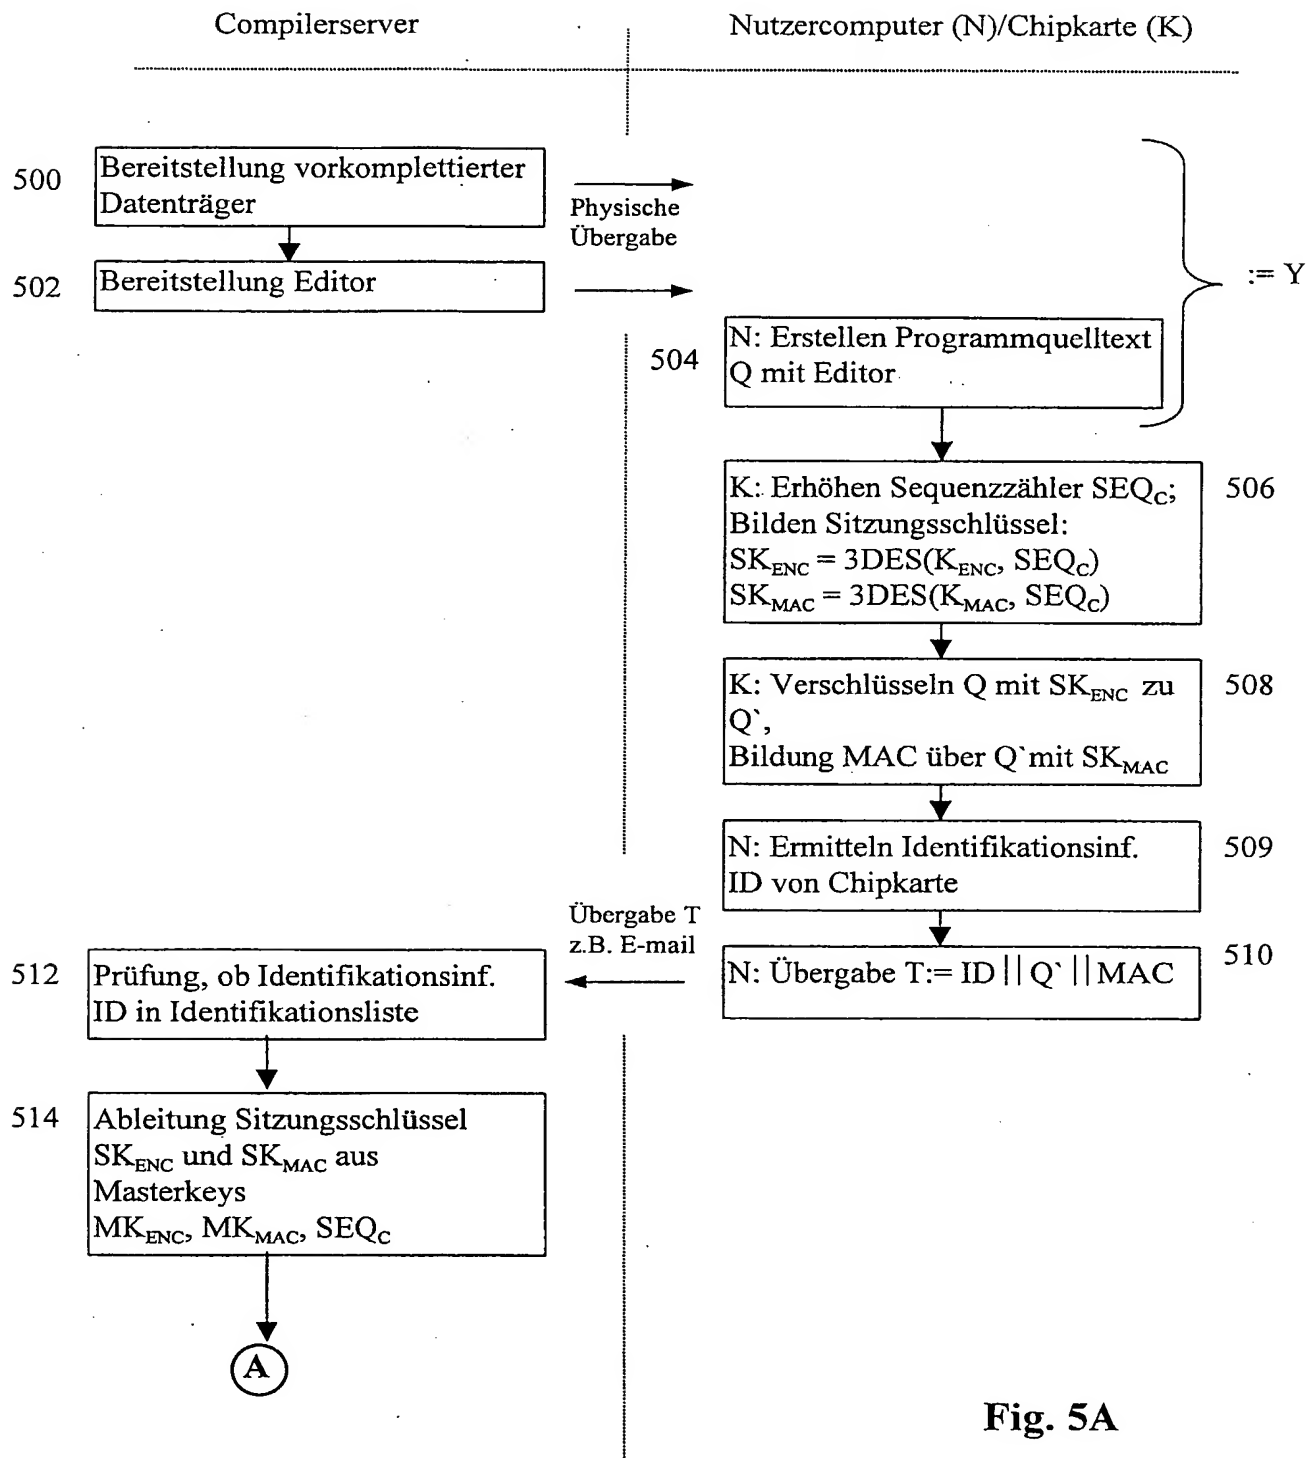 Compilerserver
Nutzercomputer (N)/Chipkarte (K)
500
Bereitstellung vorkomplettierter
Datenträger
Physische
Übergabe
502
Bereitstellung Editor
:= Y
504
N: Erstellen Programmquelltext
Q mit Editor
506
K: Erhöhen Sequenzzähler SEQC;
Bilden Sitzungsschlüssel:
SKENC = 3DES(KENC, SEQC)
SKMAC = 3DES(KMAC, SEQC)
508
K: Verschlüsseln Q mit SKENC zu
Q`,
Bildung MAC über Q`mit SKMAC
509
N: Ermitteln Identifikationsinf.
ID von Chipkarte
Übergabe T
z.B. E-mail
510
N: Übergabe T:= ID || Q` || MAC
512
Prüfung, ob Identifikationsinf.
ID in Identifikationsliste
514
Ableitung Sitzungsschlüssel
SKENC und SKMAC aus
Masterkeys
MKENC, MKMAC, SEQC
A
Fig. 5A